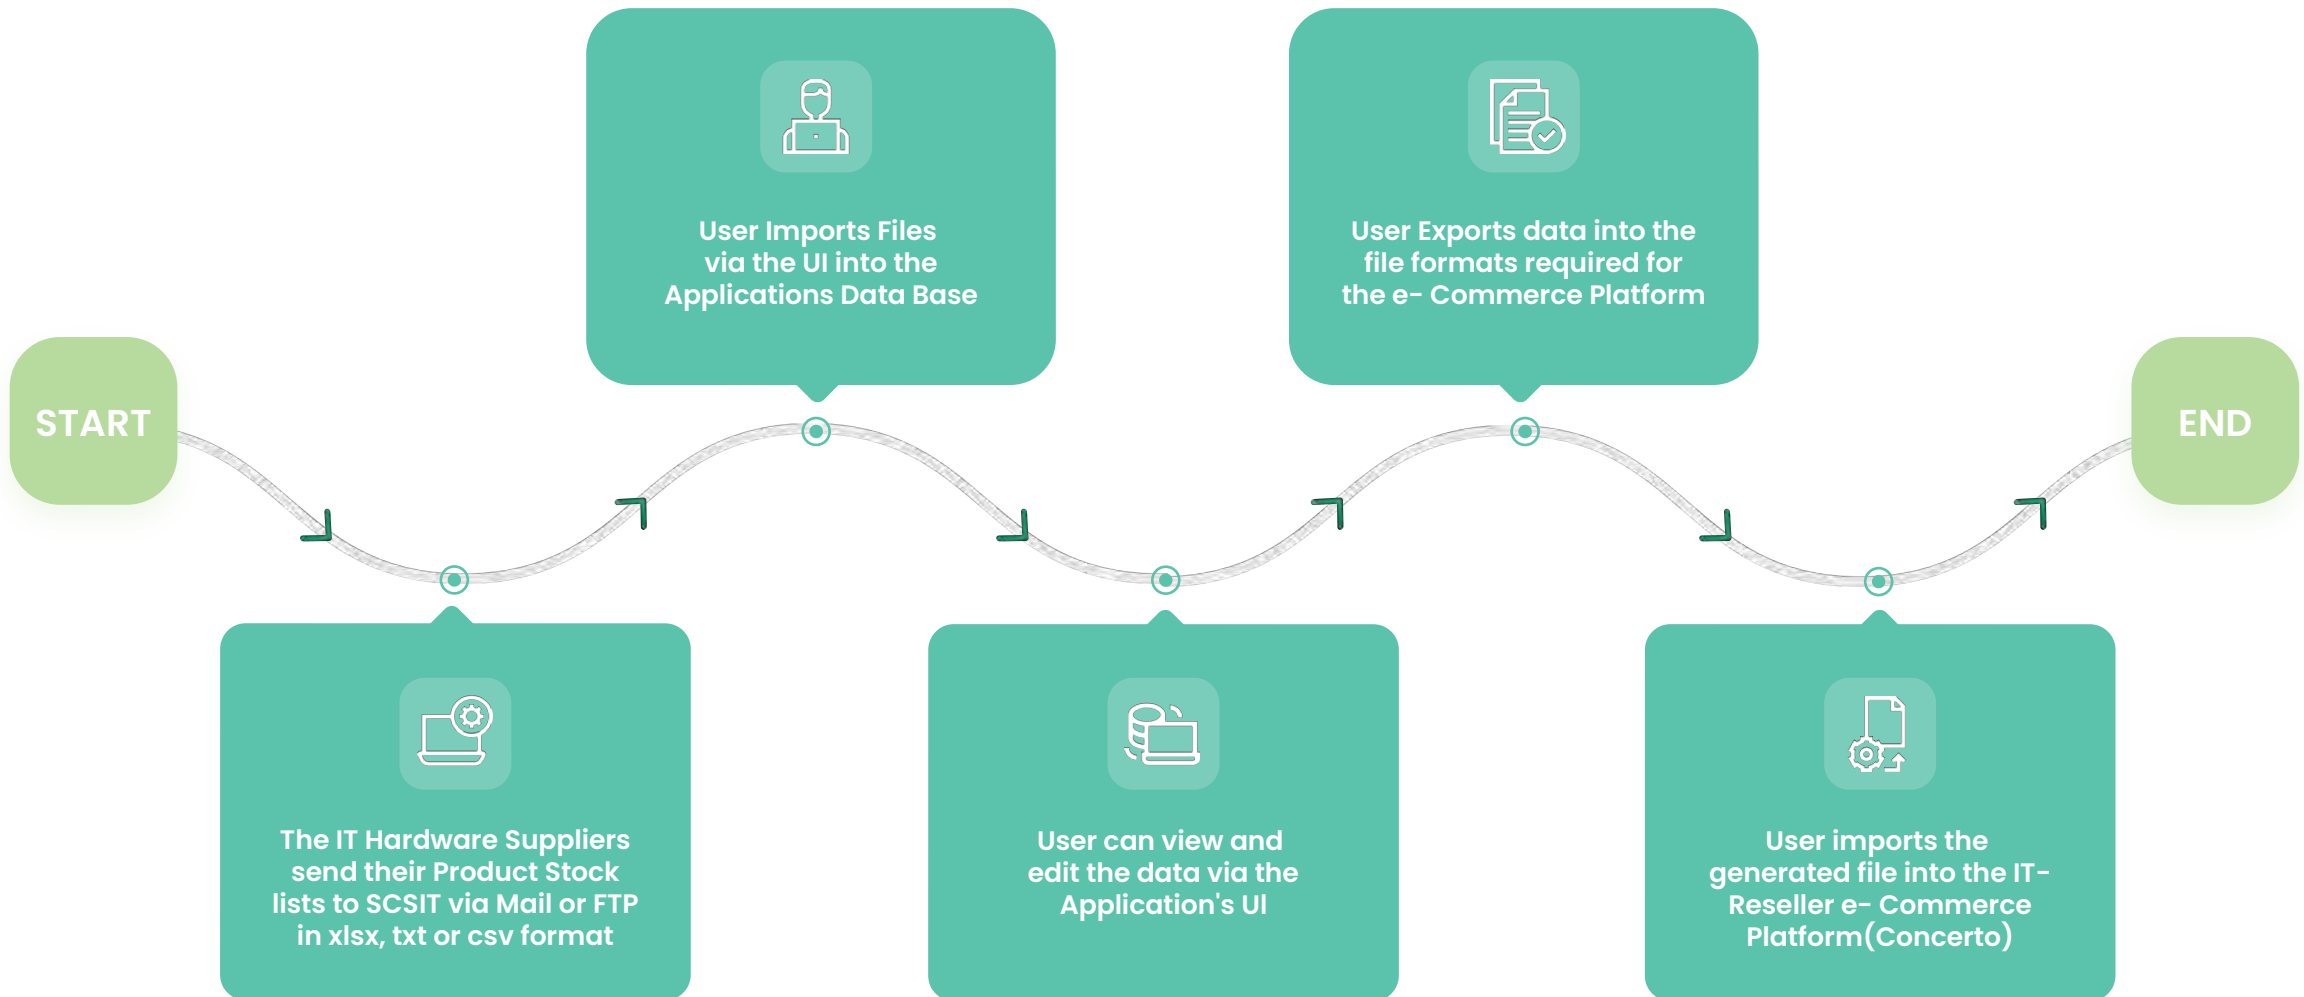 START
The IT Hardware Suppliers
send their Product Stock
lists to SCSIT via Mail or FTP
in xlsx, txt or csv format
User Imports Files
via the UI into the
Applications Data Base
User can view and
edit the data via the
Application's UI
User Exports data into the
file formats required for
the e- Commerce Platform
User imports the
generated file into the IT-
Reseller e- Commerce
Platform(Concerto)
END